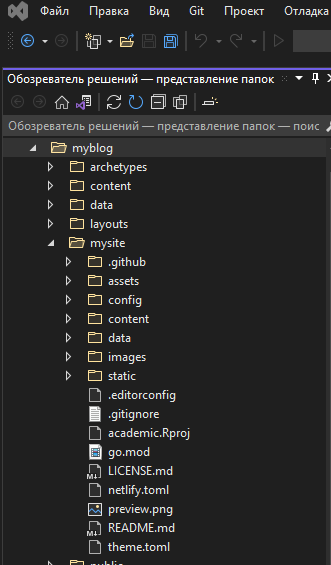 Файл Правка Вид Git Проект Отладка
Обозреватель решений — представление папок
Обозреватель решений — представление папок — поис
myblog
archetypes
content
data
layouts
mysite
.github
assets
config
content
data
images
static
.editorconfig
.gitignore
academic.Rproj
go.mod
LICENSE.md
netlify.toml
preview.png
README.md
theme.toml
public